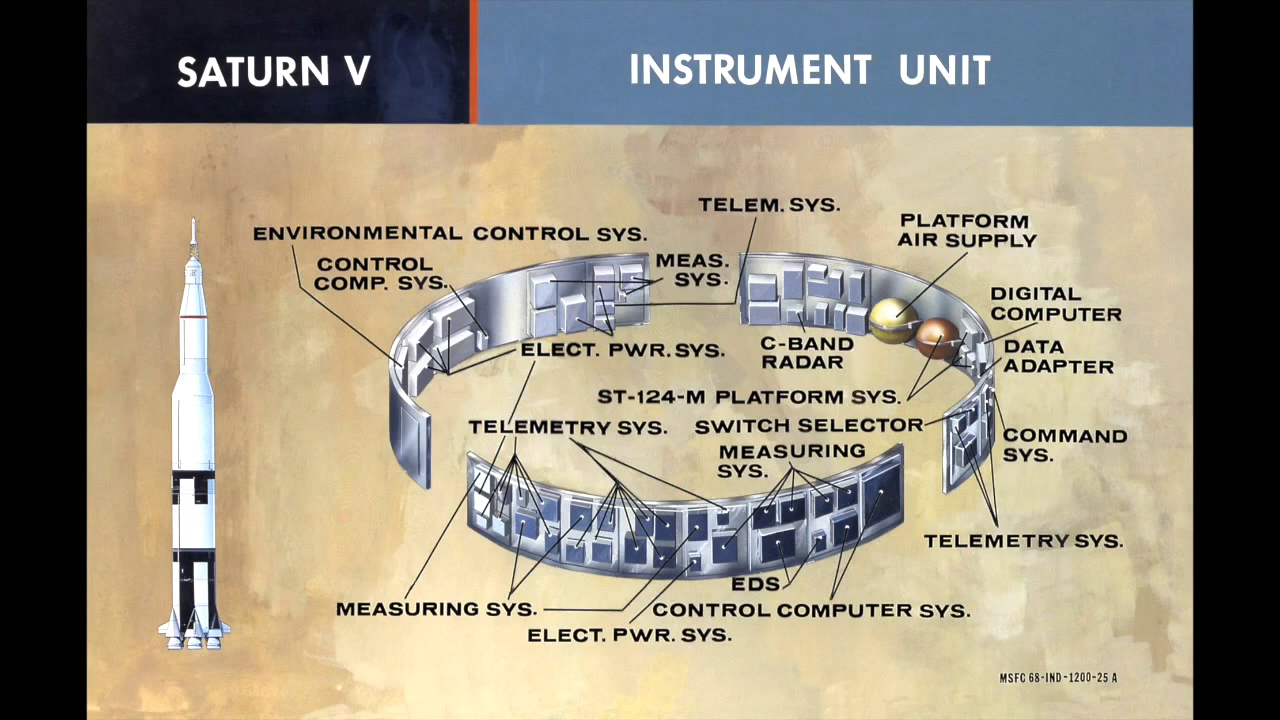 SATURN V
INSTRUMENT UNIT
TELEM. SYS.
ENVIRONMENTAL CONTROL SYS.
PLATFORM
AIR SUPPLY
CONTROL
COMP. SYS.
MEAS.
SYS.
DIGITAL
COMPUTER
ELECT. PWR. SYS.
C-BAND
RADAR
DATA
ADAPTER
ST-124-M PLATFORM SYS.
TELEMETRY SYS.
SWITCH SELECTOR
MEASURING
SYS.
COMMAND
SYS.
TELEMETRY SYS.
EDS
MEASURING SYS.
CONTROL COMPUTER SYS.
ELECT. PWR. SYS.
MSFC 68-IND-1200-25 A